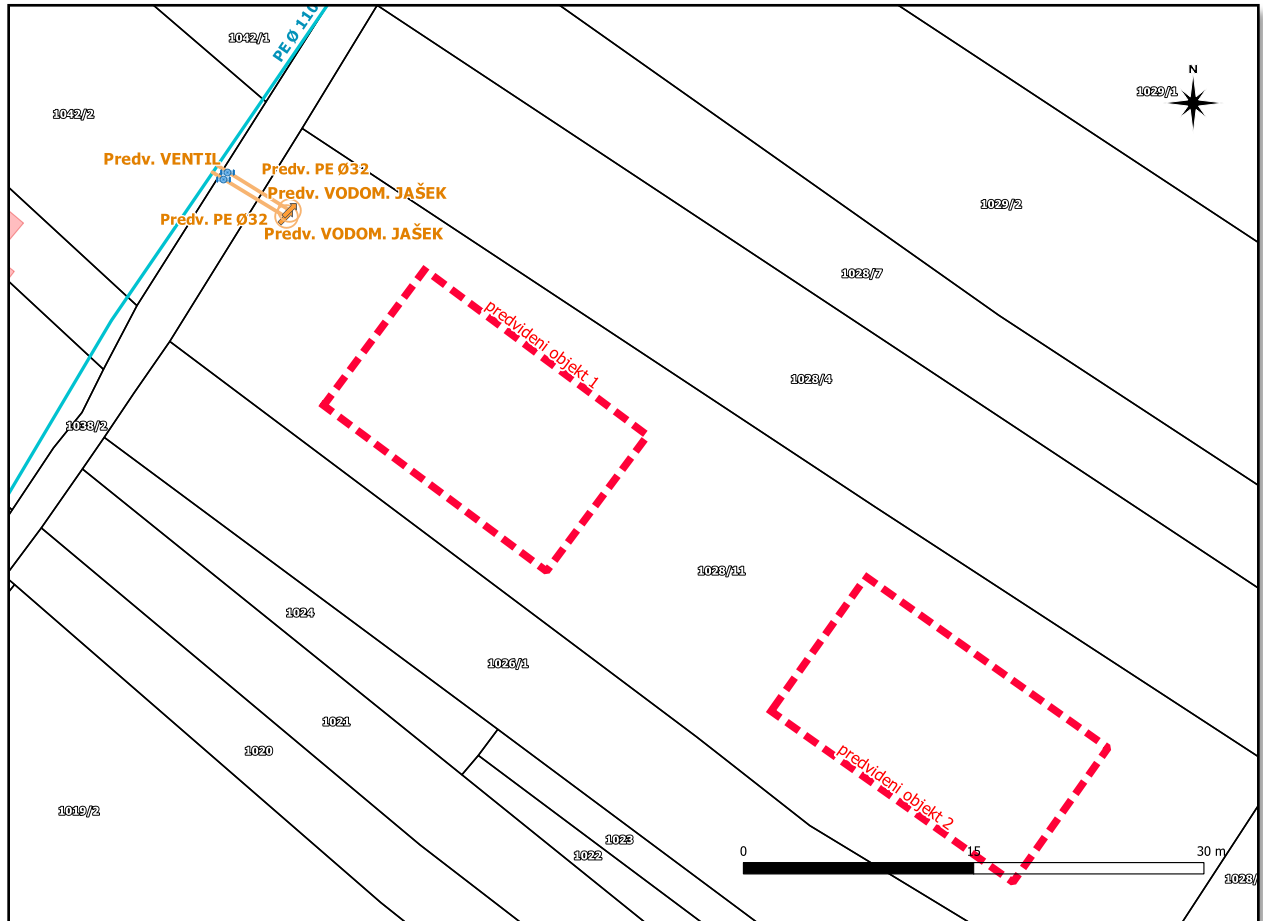 1042/1
PE Ø 110
N
1029/1
1042/2
Predv. VENTIL
Predv. PE Ø32
Predv. VODOM. JAŠEK
1029/2
Predv. PE Ø32
Predv. VODOM. JAŠEK
1028/7
predvideni objekt 1
1028/4
1038/2
1028/11
1024
1026/1
1021
1020
predvideni objekt 2
1019/2
1023
1022
0 15 30 m
1028/